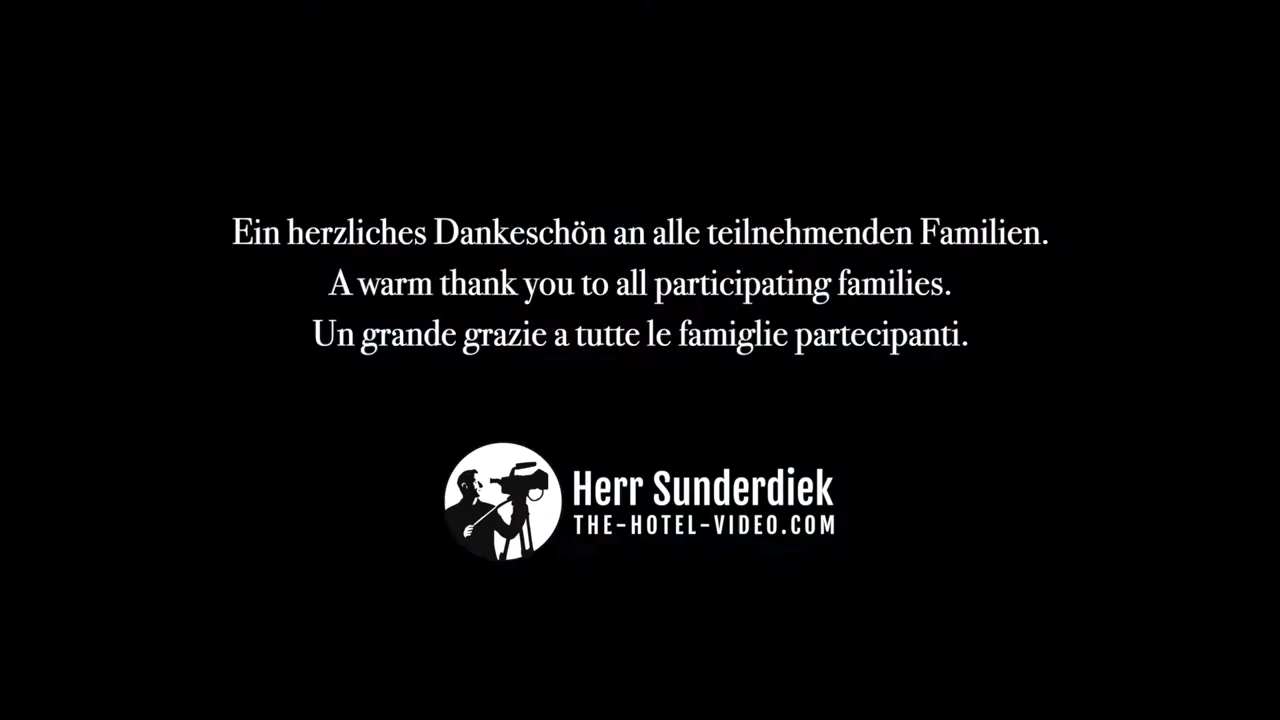 Ein herzliches Dankeschön an alle teilnehmenden Familien.
A warm thank you to all participating families.
Un grande grazie a tutte le famiglie partecipanti.
Herr Sunderdiek
THE-HOTEL-VIDEO.COM